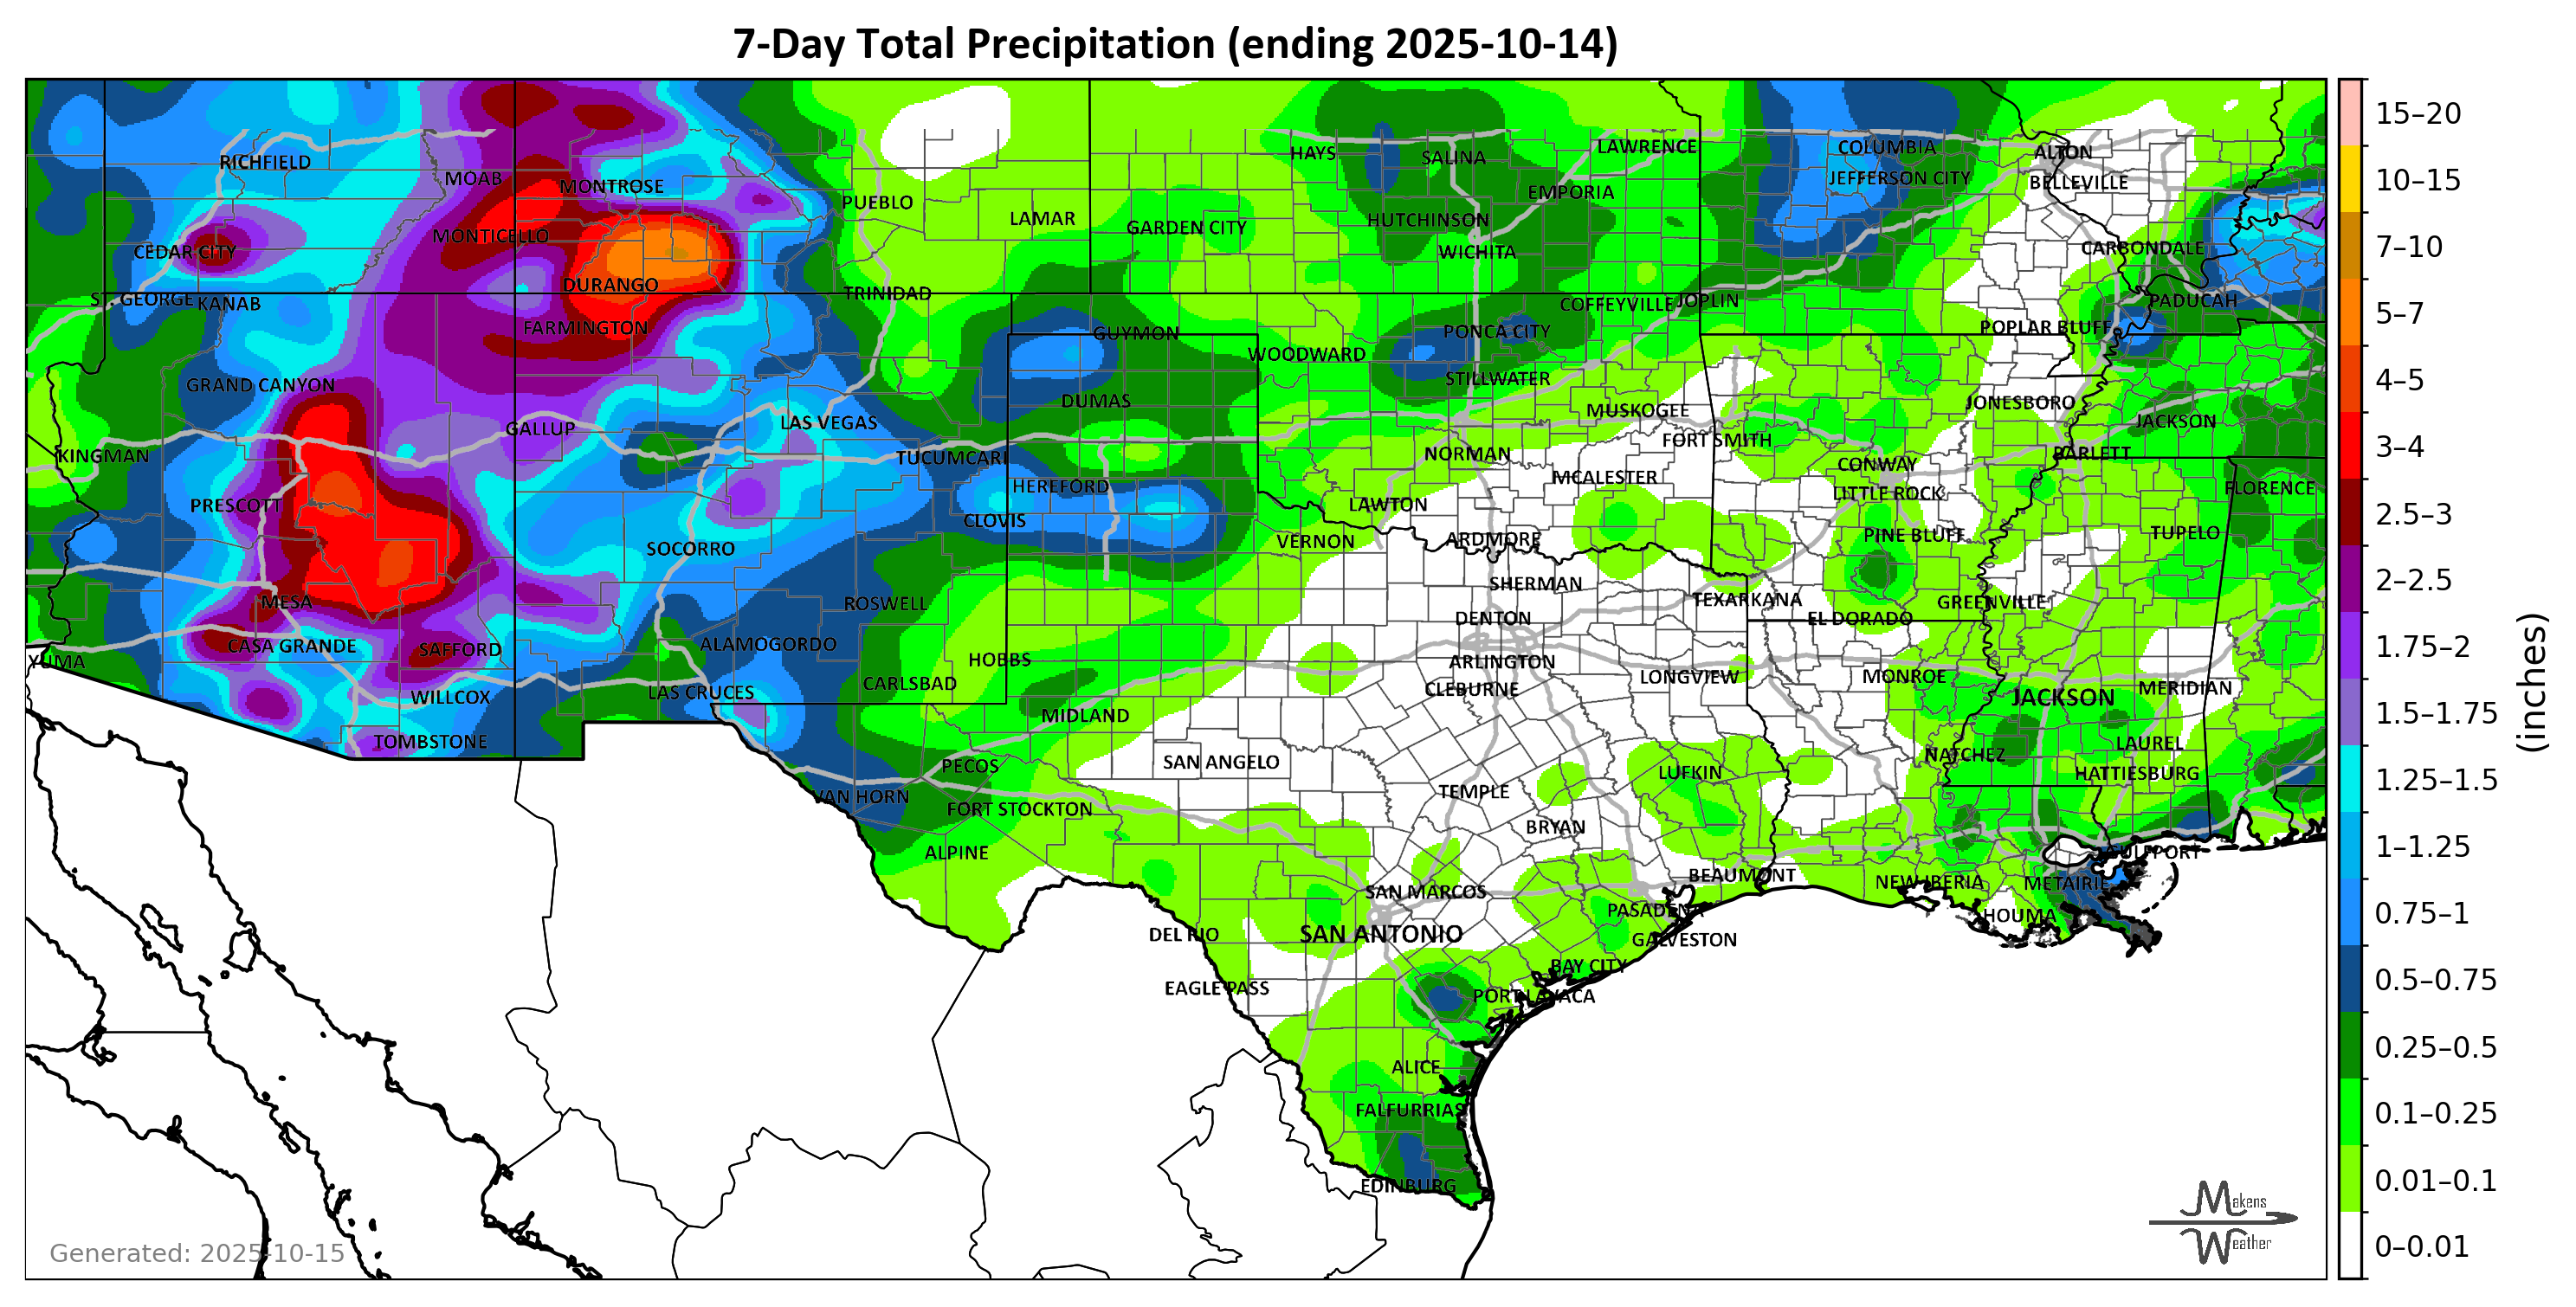 7-Day Total Precipitation (ending 2025-10-14)
RICHFIELD
MOAB
MONTROSE
PUEBLO
LAMAR
HAYS
SALINA
LAWRENCE
COLUMBIA
ALTON
JEFFERSON CITY
BELLEVILLE
EMPORIA
GARDEN CITY
HUTCHINSON
MONTICELLO
CEDAR CITY
WICHITA
CARBONDALE
DURANGO
TRINIDAD
GEORGE
KANAB
COFFEYVILLE
JOPLIN
PADUCAH
FARMINGTON
GUYMON
PONCA CITY
POPLAR BLUFF
WOODWARD
STILLWATER
GRAND CANYON
DUMAS
MUSKOGEE
JONESBORO
LAS VEGAS
JACKSON
GALLUP
FORT SMITH
KINGMAN
TUCUMCARI
NORMAN
BARLETT
CONWAY
MCALESTER
HEREFORD
LITTLE ROCK
FLORENCE
PRESCOTT
LAWTON
CLOVIS
SOCORRO
VERNON
ARDMORE
PINE BLUFF
TUPELO
SHERMAN
MESA
ROSWELL
TEXARKANA
GREENVILLE
DENTON
EL DORADO
CASA GRANDE
SAFFORD
ALAMOGORDO
YUMA
HOBBS
ARLINGTON
LONGVIEW
MONROE
CARLSBAD
CLEBURNE
WILLCOX
LAS CRUCES
JACKSON
MERIDIAN
MIDLAND
TOMBSTONE
LAUREL
PECOS
SAN ANGELO
NATCHEZ
LUFKIN
HATTIESBURG
VAN HORN
TEMPLE
FORT STOCKTON
BRYAN
ALPINE
GULFPORT
BEAUMONT
NEW IBERIA
METAIRIE
SAN MARCOS
PASADENA
HOUMA
DEL RIO
SAN ANTONIO
GALVESTON
BAY CITY
EAGLE PASS
PORT LAVACA
ALICE
FALFURRIAS
EDINBURG
15–20
10–15
7–10
5–7
4–5
3–4
2.5–3
2–2.5
1.75–2
1.5–1.75
1.25–1.5
1–1.25
0.75–1
0.5–0.75
0.25–0.5
0.1–0.25
0.01–0.1
0–0.01
(inches)
Makens
Weather
Generated: 2025-10-15